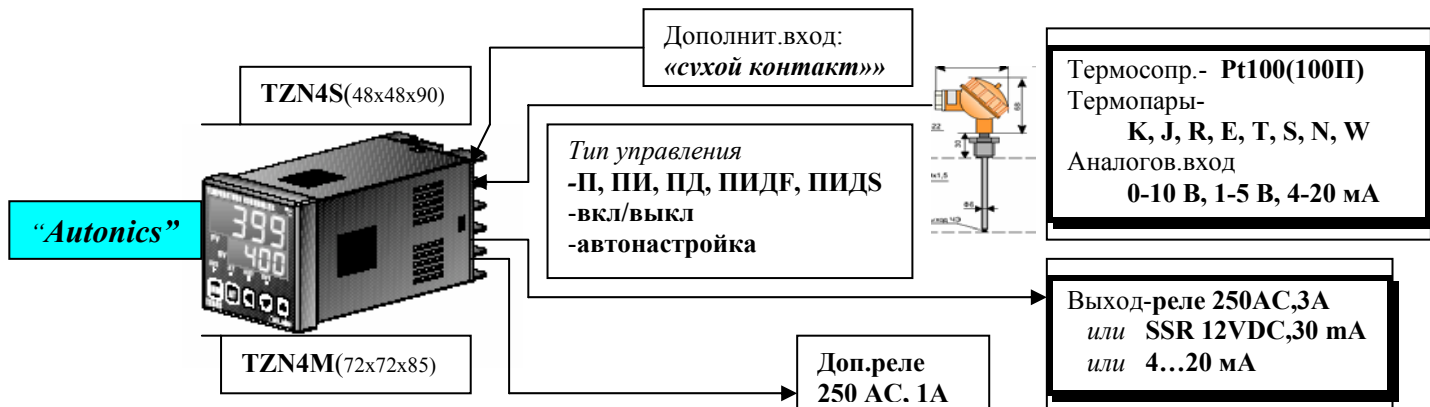 Дополнит.вход:
«сухой контакт»»
TZN4S(48x48x90)
Термосопр.- Pt100(100П)
Термопары-
K, J, R, E, T, S, N, W
Аналогов.вход
0-10 В, 1-5 В, 4-20 мА
Тип управления
-П, ПИ, ПД, ПИДF, ПИДS
-вкл/выкл
-автонастройка
“Autonics”
399
400
TZN4M(72x72x85)
Доп.реле
250 AC, 1А
Выход-реле 250AC,3А
или SSR 12VDC,30 mA
или 4…20 мА